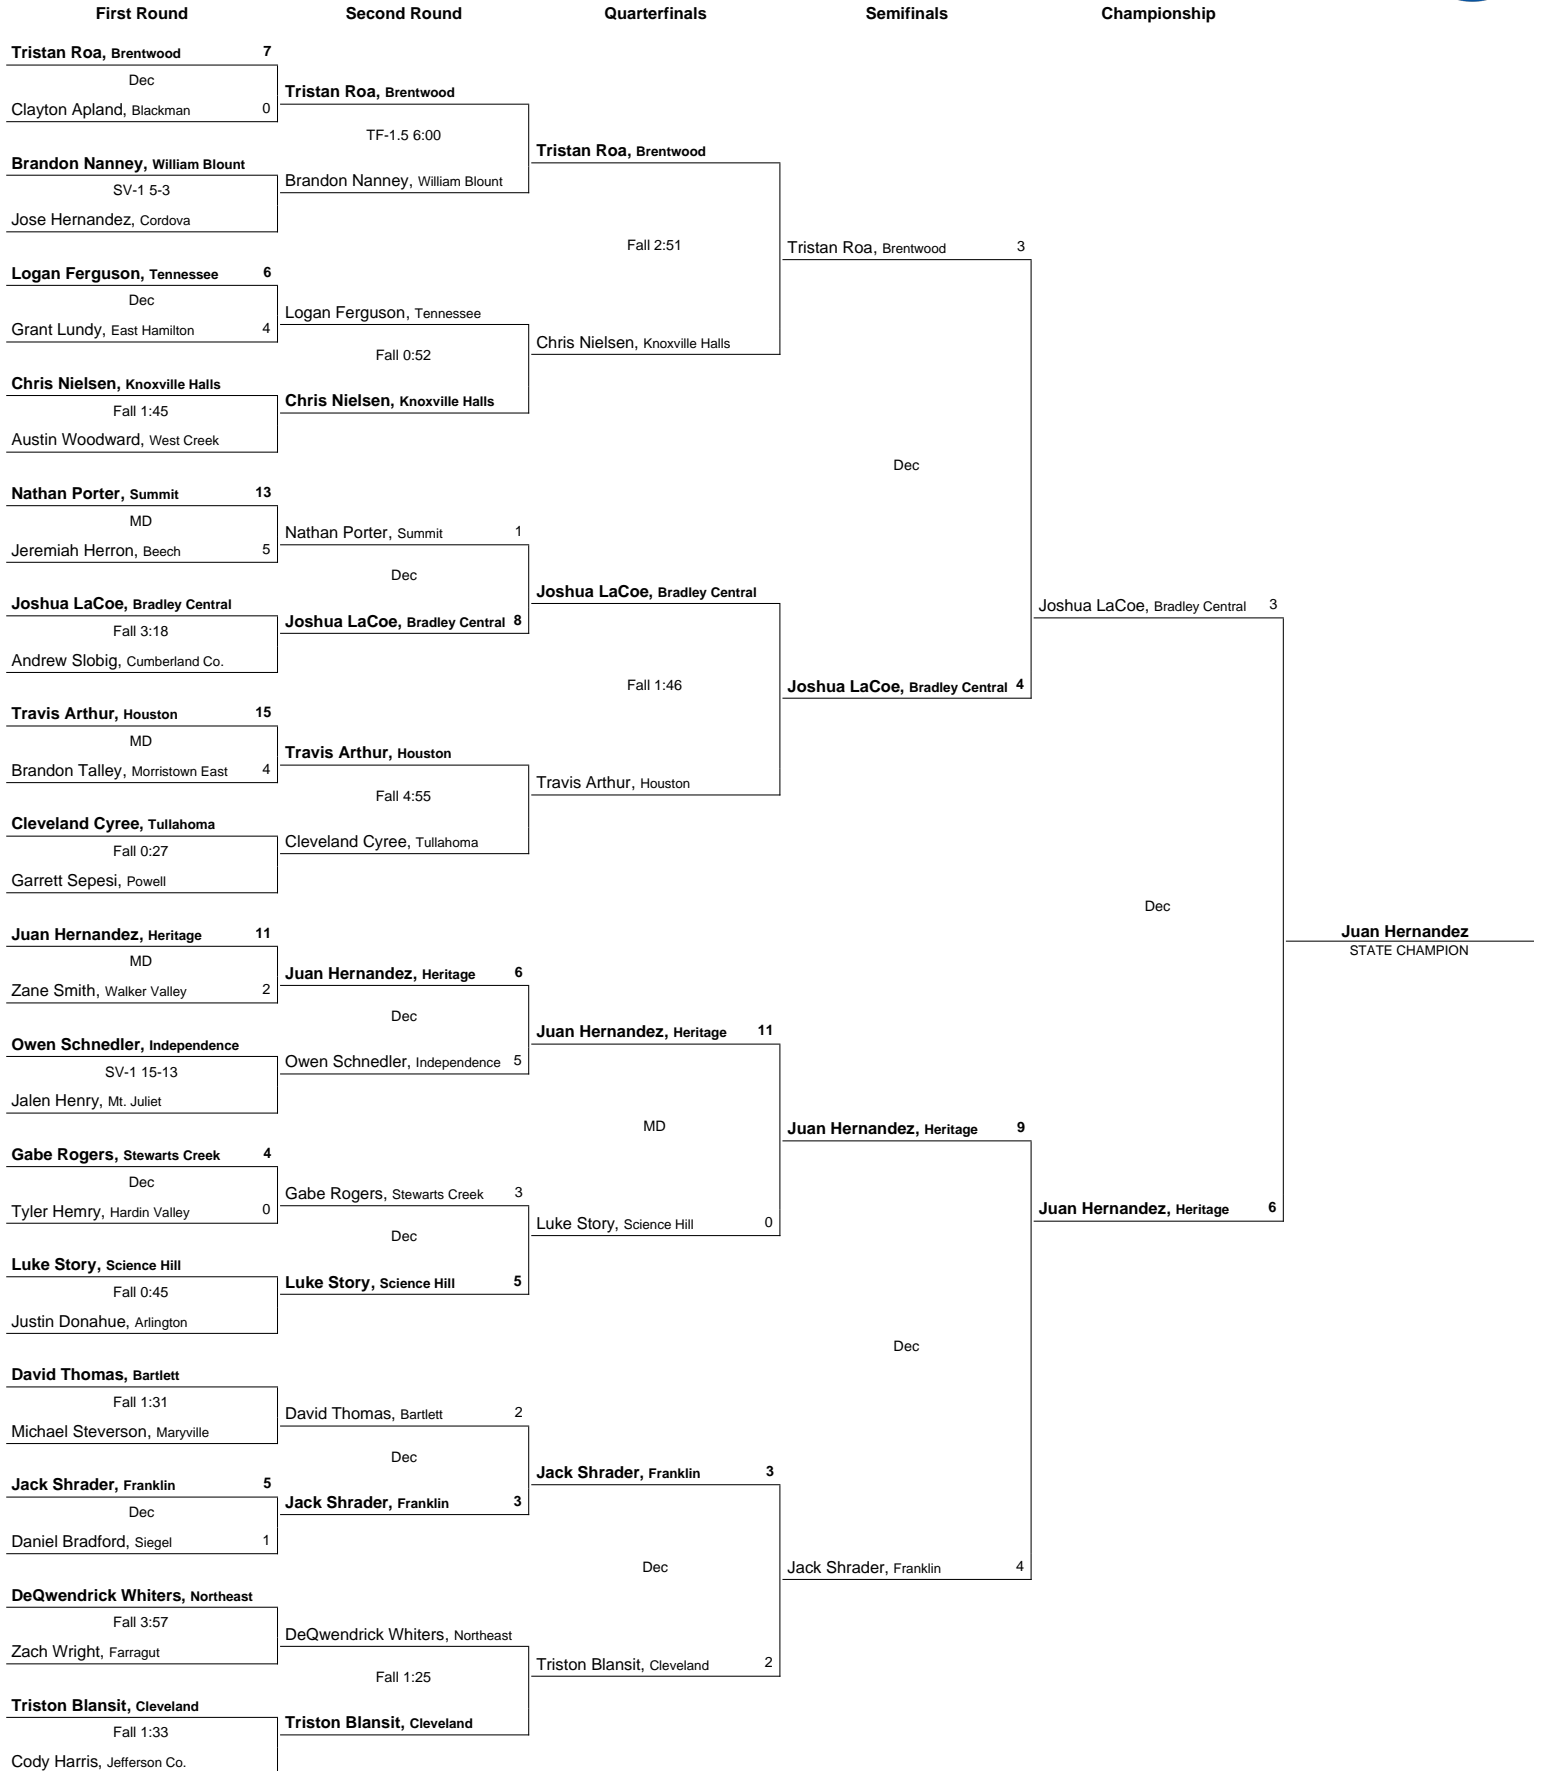 First Round Second Round Quarterfinals Semifinals Championship
Tristan Roa, Brentwood 7
Dec
Clayton Apland, Blackman 0
Brandon Nanney, William Blount
SV-1 5-3
Jose Hernandez, Cordova
Logan Ferguson, Tennessee 6
Dec
Grant Lundy, East Hamilton 4
Chris Nielsen, Knoxville Halls
Fall 1:45
Austin Woodward, West Creek
Nathan Porter, Summit 13
MD
Jeremiah Herron, Beech 5
Joshua LaCoe, Bradley Central
Fall 3:18
Andrew Slobig, Cumberland Co.
Travis Arthur, Houston 15
MD
Brandon Talley, Morristown East 4
Cleveland Cyree, Tullahoma
Fall 0:27
Garrett Sepesi, Powell
Juan Hernandez, Heritage 11
MD
Zane Smith, Walker Valley 2
Owen Schnedler, Independence
SV-1 15-13
Jalen Henry, Mt. Juliet
Gabe Rogers, Stewarts Creek 4
Dec
Tyler Hemry, Hardin Valley 0
Luke Story, Science Hill
Fall 0:45
Justin Donahue, Arlington
David Thomas, Bartlett
Fall 1:31
Michael Steverson, Maryville
Jack Shrader, Franklin 5
Dec
Daniel Bradford, Siegel 1
DeQwendrick Whiters, Northeast
Fall 3:57
Zach Wright, Farragut
Triston Blansit, Cleveland
Fall 1:33
Cody Harris, Jefferson Co.
Tristan Roa, Brentwood
TF-1.5 6:00
Brandon Nanney, William Blount
Logan Ferguson, Tennessee
Fall 0:52
Chris Nielsen, Knoxville Halls
Nathan Porter, Summit 1
Dec
Joshua LaCoe, Bradley Central 8
Travis Arthur, Houston
Fall 4:55
Cleveland Cyree, Tullahoma
Juan Hernandez, Heritage 6
Dec
Owen Schnedler, Independence 5
Gabe Rogers, Stewarts Creek 3
Dec
Luke Story, Science Hill 5
David Thomas, Bartlett 2
Dec
Jack Shrader, Franklin 3
DeQwendrick Whiters, Northeast
Fall 1:25
Triston Blansit, Cleveland
Tristan Roa, Brentwood
Fall 2:51
Chris Nielsen, Knoxville Halls
Joshua LaCoe, Bradley Central
Fall 1:46
Travis Arthur, Houston
Juan Hernandez, Heritage 11
MD
Luke Story, Science Hill 0
Jack Shrader, Franklin 3
Dec
Triston Blansit, Cleveland 2
Tristan Roa, Brentwood 3
Dec
Joshua LaCoe, Bradley Central 4
Juan Hernandez, Heritage 9
Dec
Jack Shrader, Franklin 4
Joshua LaCoe, Bradley Central 3
Dec
Juan Hernandez, Heritage 6
Juan Hernandez
STATE CHAMPION